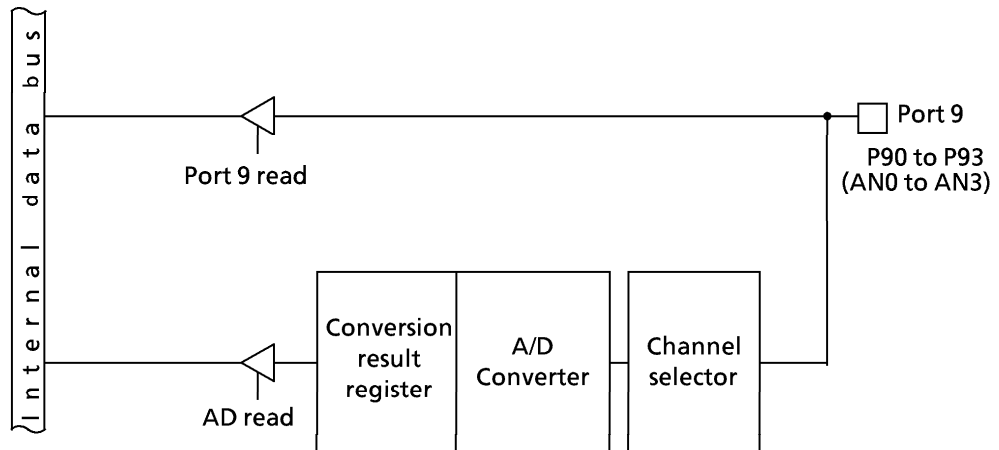 Internal data bus
Port 9
Port 9 read
P90 to P93
(AN0 to AN3)
Conversion
result
register
A/D
Converter
Channel
selector
AD read